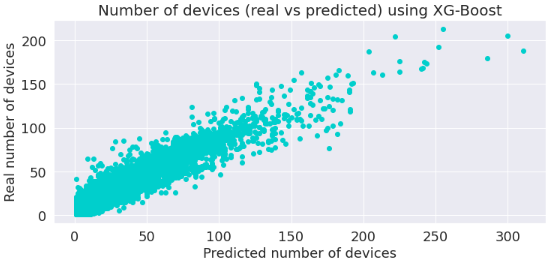 Number of devices (real vs predicted) using XG-Boost
Real number of devices
200
150
100
50
0
0 50 100 150 200 250 300
Predicted number of devices